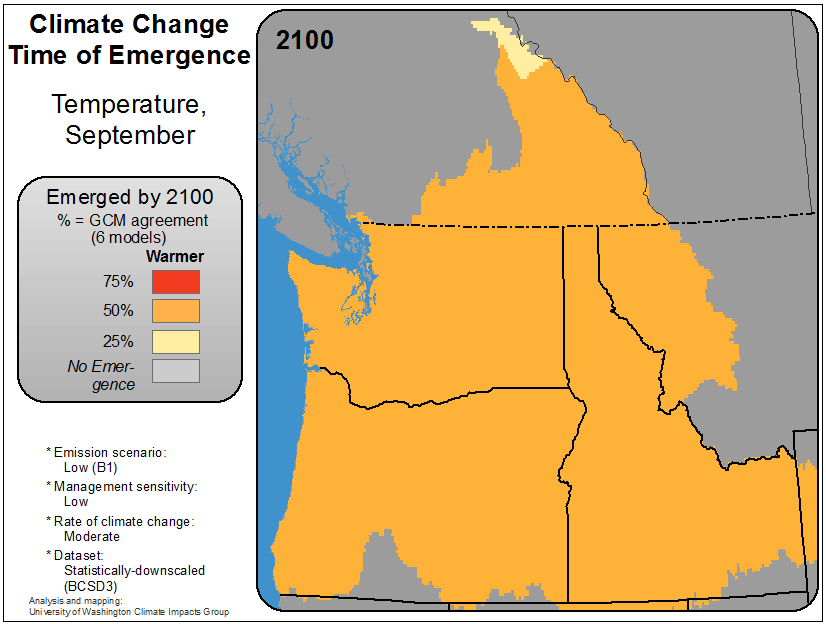 Climate Change
Time of Emergence
Temperature,
September
Emerged by 2100
% = GCM agreement
(6 models)
Warmer
75%
50%
25%
No Emer-
gence
* Emission scenario:
Low (B1)
* Management sensitivity:
Low
* Rate of climate change:
Moderate
* Dataset:
Statistically-downscaled
(BCSD3)
Analysis and mapping:
University of Washington Climate Impacts Group
2100